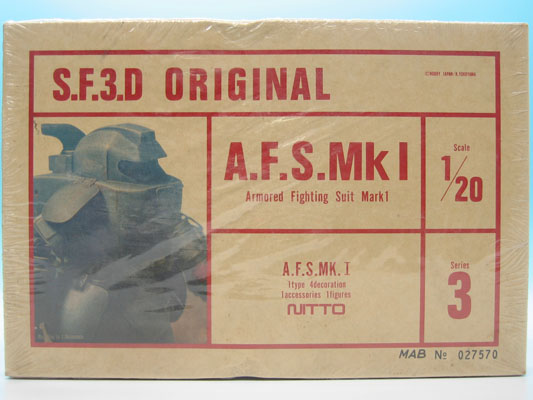 S.F.3.D ORIGINAL
A.F.S.Mk I
Armored Fighting Suit Mark1
Scale
1/20
A.F.S.MK. I
1type 4decoration
1accessories 1figures
NITTO
Series
3
MAB № 027570